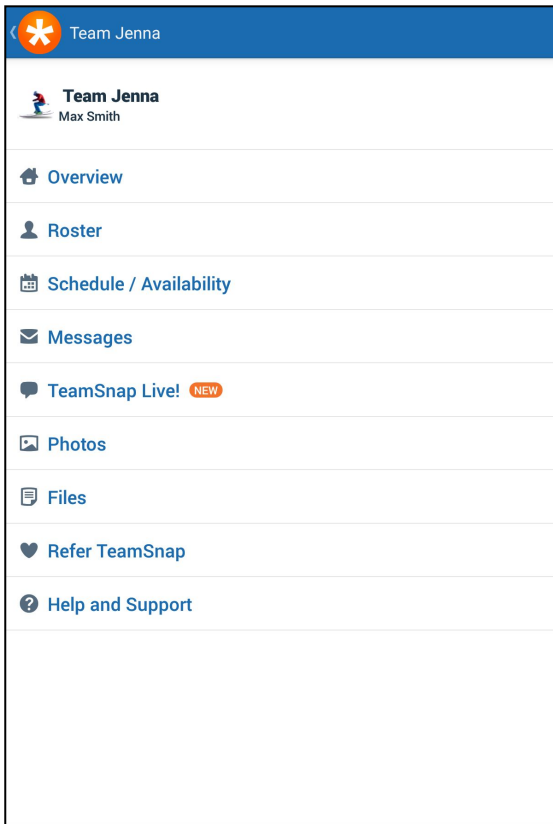 Team Jenna
Team Jenna
Max Smith
Overview
Roster
Schedule / Availability
Messages
TeamSnap Live! NEW
Photos
Files
Refer TeamSnap
Help and Support